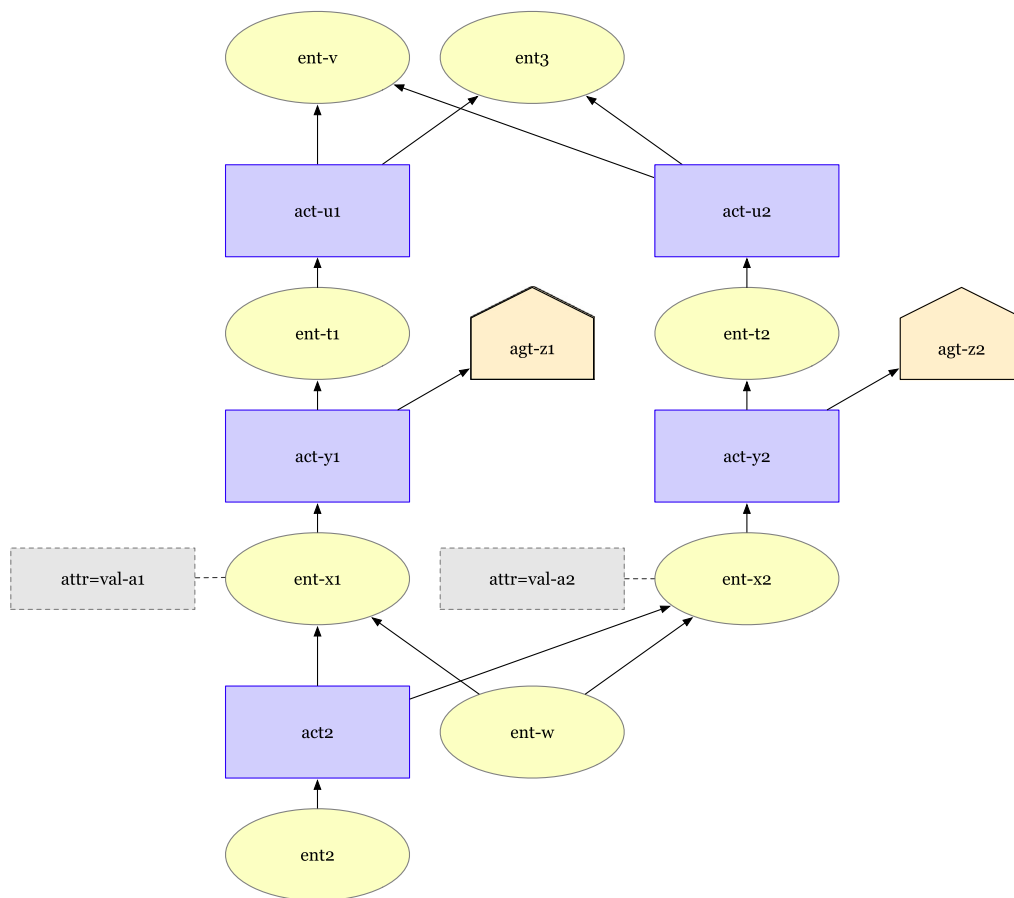 ent-v
ent3
act-u1
act-u2
ent-t1
agt-z1
ent-t2
agt-z2
act-y1
act-y2
attr=val-a1
ent-x1
attr=val-a2
ent-x2
act2
ent-w
ent2